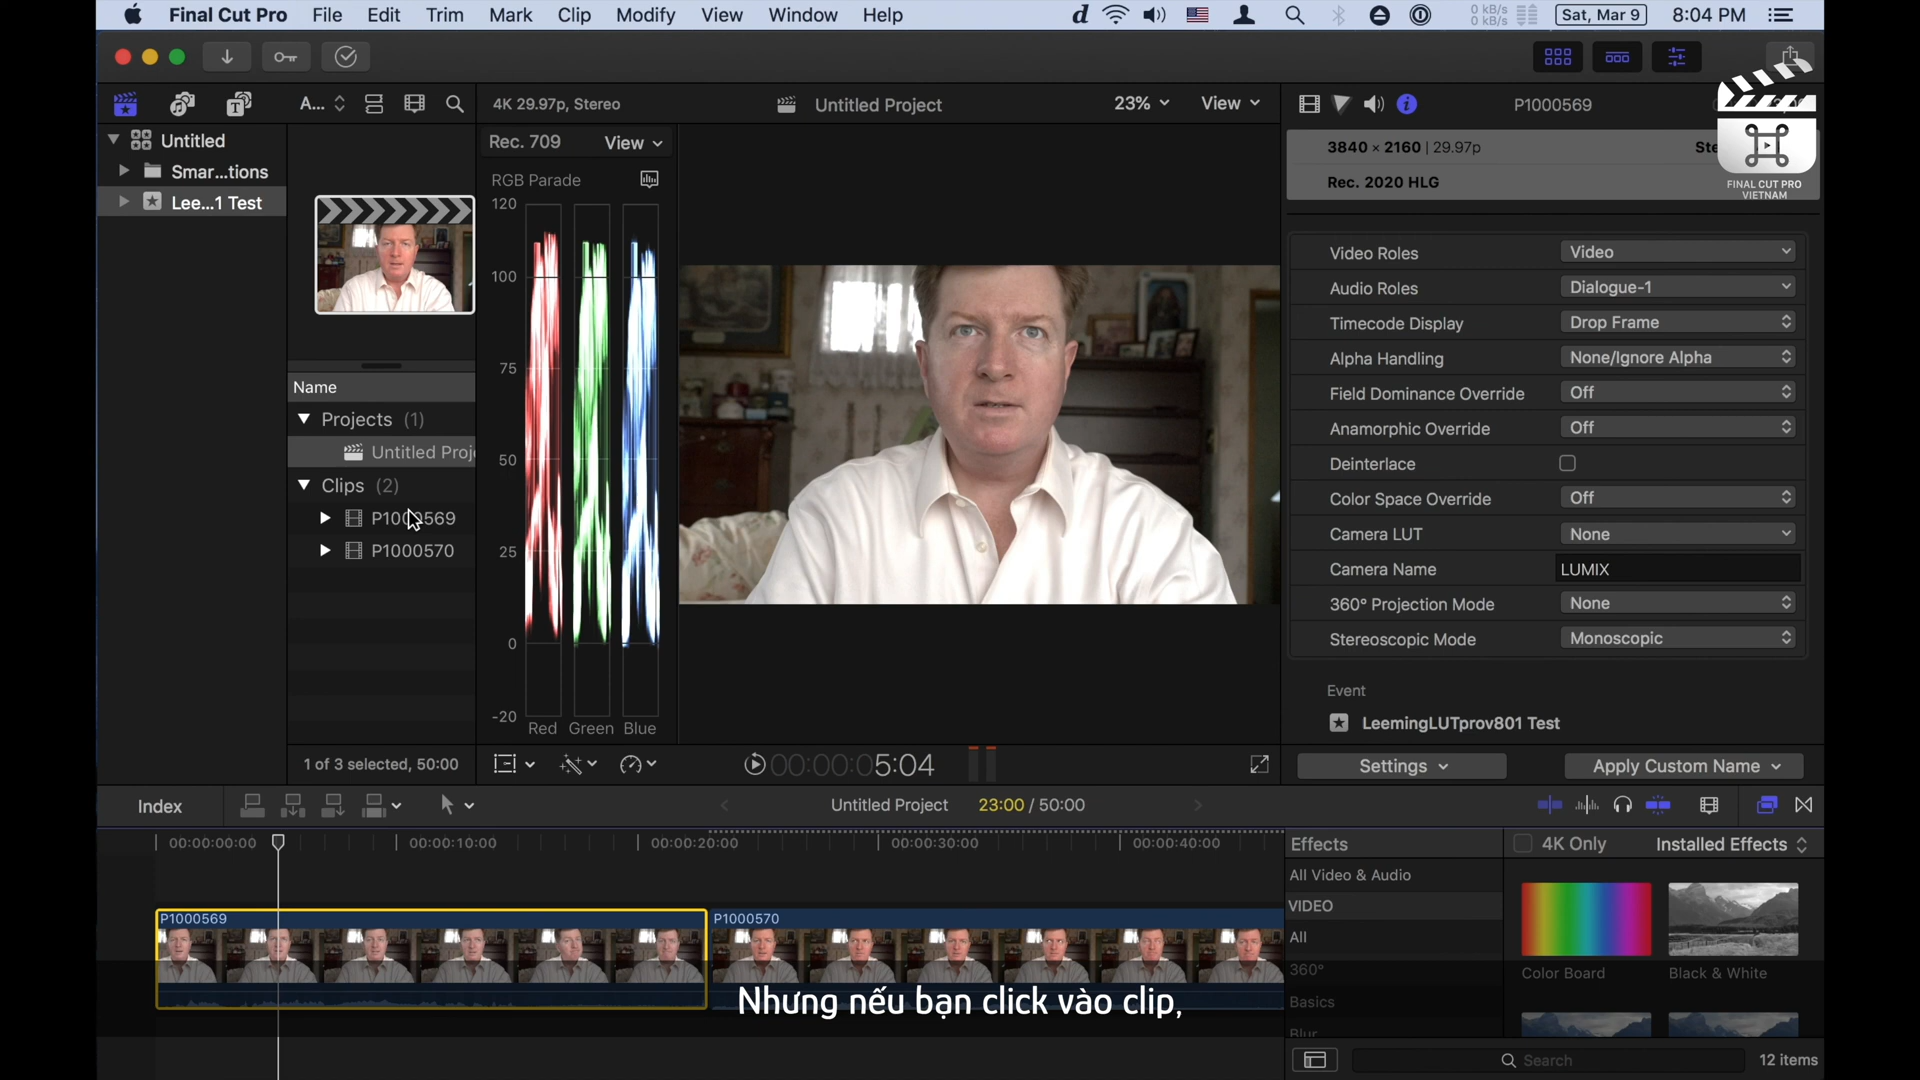 Final Cut Pro File Edit Trim Mark Clip Modify View Window Help
d 0 kB/s Sat, Mar 9 8:04 PM
0 kB/s
A... 4K 29.97p, Stereo Untitled Project 23% View P1000569
Untitled
Smar...tions
Lee...1 Test
Name
Projects (1)
Untitled Proj
Clips (2)
P1000569
P1000570
1 of 3 selected, 50:00
Rec. 709 View
RGB Parade
120
100
75
50
25
0
-20
Red Green Blue
00:00:05:04
3840 × 2160 | 29.97p Ste
Rec. 2020 HLG
FINAL CUT PRO
VIETNAM
Video Roles Video
Audio Roles Dialogue-1
Timecode Display Drop Frame
Alpha Handling None/Ignore Alpha
Field Dominance Override Off
Anamorphic Override Off
Deinterlace
Color Space Override Off
Camera LUT None
Camera Name LUMIX
360° Projection Mode None
Stereoscopic Mode Monoscopic
Event
LeemingLUTprov801 Test
Settings Apply Custom Name
Index Untitled Project 23:00 / 50:00
00:00:00:00 00:00:10:00 00:00:20:00 00:00:30:00 00:00:40:00
P1000569 P1000570
Nhưng nếu bạn click vào clip,
Effects 4K Only Installed Effects
All Video & Audio
VIDEO
All
360°
Basics
Blur
Color Board Black & White
Search 12 items